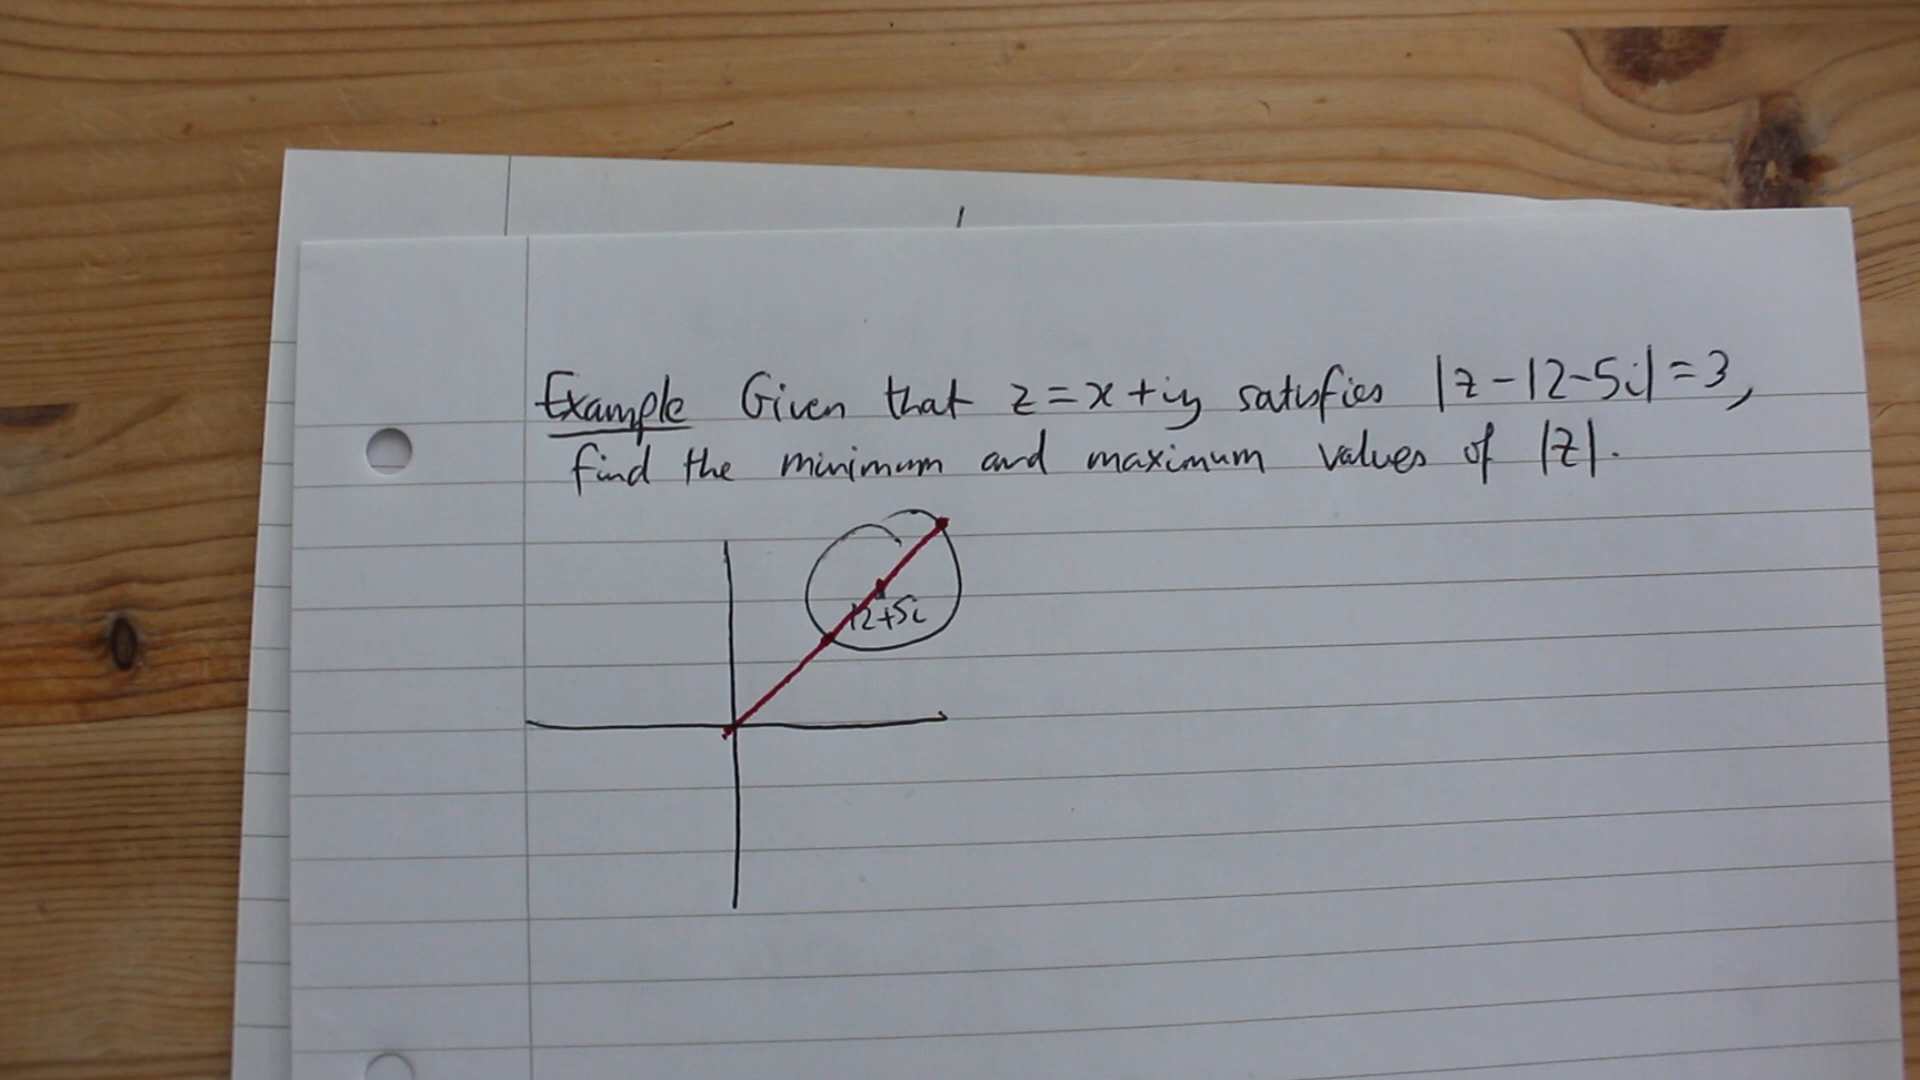 Example Given that z=x+iy satisfies |z-12-5i|=3,
find the minimum and maximum values of |z|.
12+5i